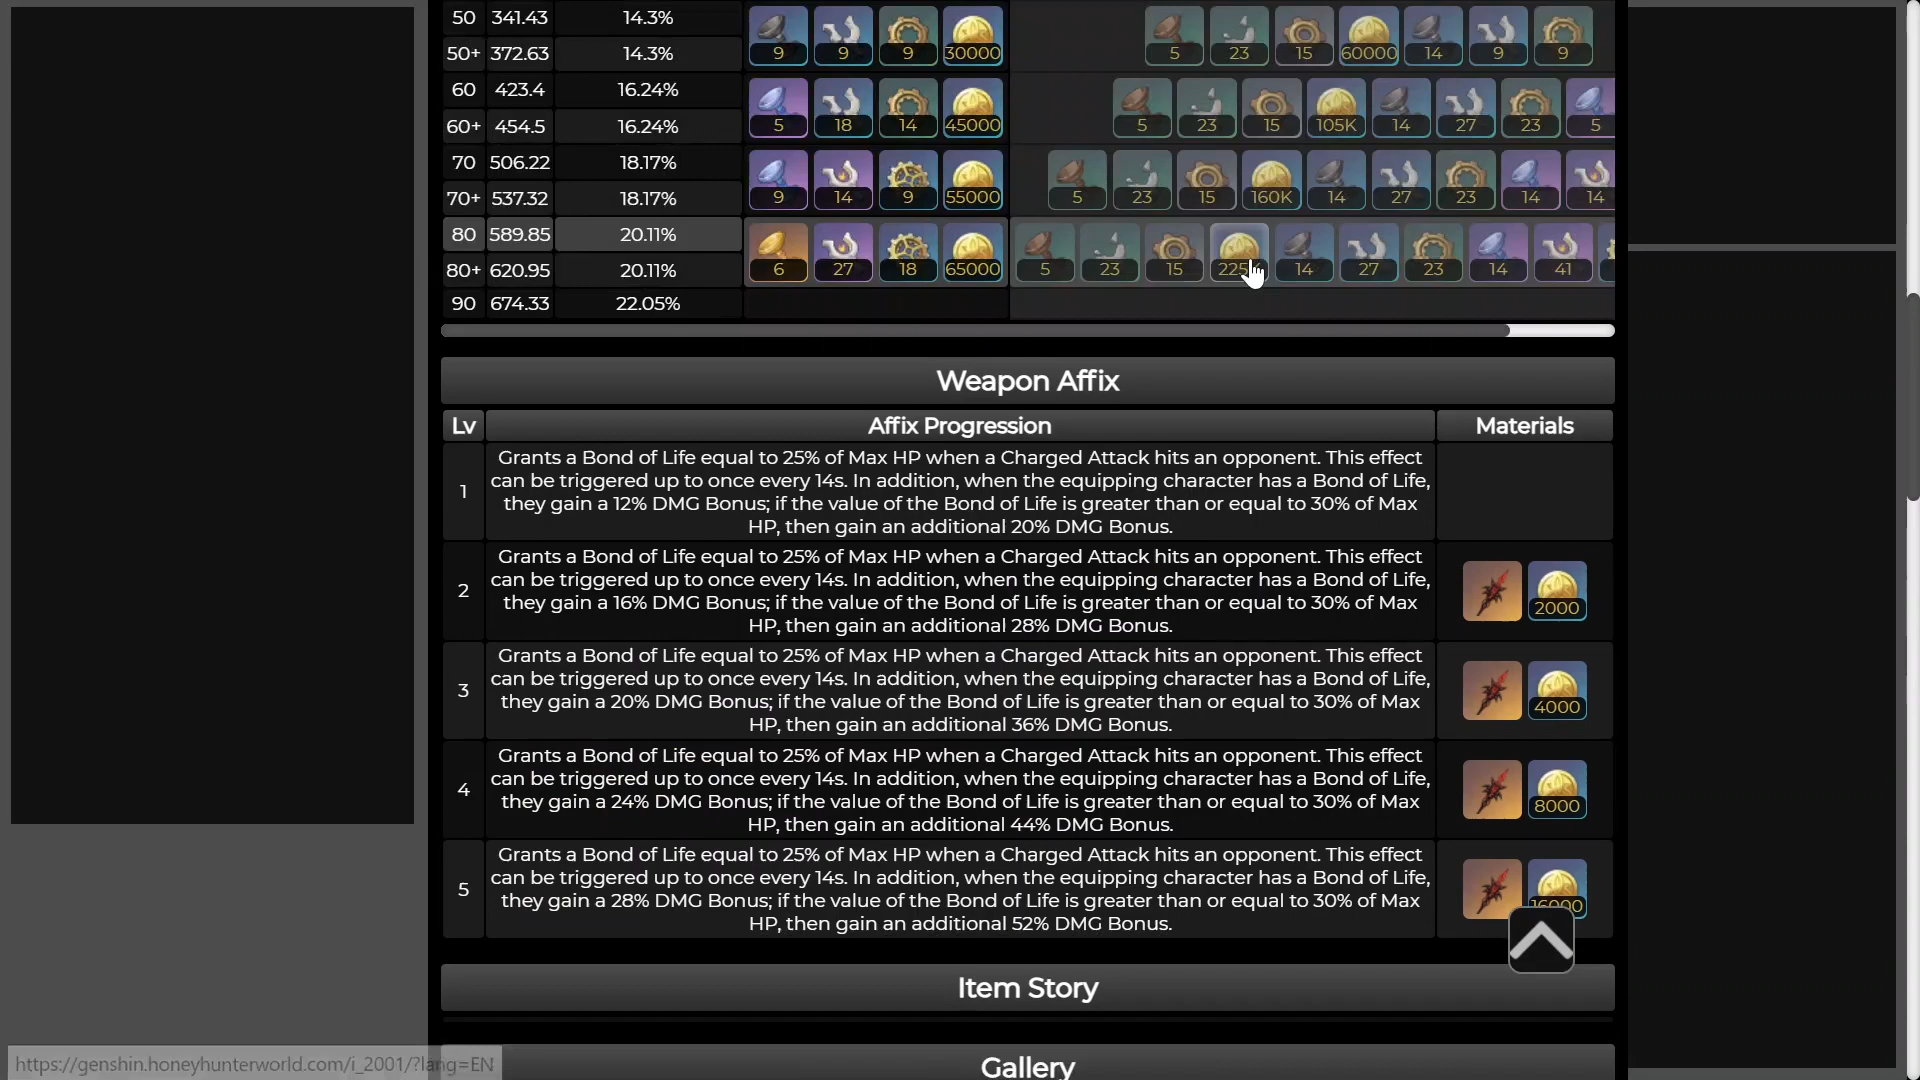 50 341.43 14.3% 9 9 9 30000 5 23 15 60000 14 9 9
50+ 372.63 14.3%
60 423.4 16.24% 5 18 14 45000 5 23 15 105K 14 27 23 5
60+ 454.5 16.24%
70 506.22 18.17% 9 14 9 55000 5 23 15 160K 14 27 23 14 14
70+ 537.32 18.17%
80 589.85 20.11% 6 27 18 65000 5 23 15 14 27 23 14 41
80+ 620.95 20.11%
90 674.33 22.05%
Weapon Affix
Lv Affix Progression Materials
Grants a Bond of Life equal to 25% of Max HP when a Charged Attack hits an opponent. This effect
can be triggered up to once every 14s. In addition, when the equipping character has a Bond of Life,
1 they gain a 12% DMG Bonus; if the value of the Bond of Life is greater than or equal to 30% of Max
HP, then gain an additional 20% DMG Bonus.
Grants a Bond of Life equal to 25% of Max HP when a Charged Attack hits an opponent. This effect
can be triggered up to once every 14s. In addition, when the equipping character has a Bond of Life,
2 they gain a 16% DMG Bonus; if the value of the Bond of Life is greater than or equal to 30% of Max 2000
HP, then gain an additional 28% DMG Bonus.
Grants a Bond of Life equal to 25% of Max HP when a Charged Attack hits an opponent. This effect
can be triggered up to once every 14s. In addition, when the equipping character has a Bond of Life,
3 they gain a 20% DMG Bonus; if the value of the Bond of Life is greater than or equal to 30% of Max 4000
HP, then gain an additional 36% DMG Bonus.
Grants a Bond of Life equal to 25% of Max HP when a Charged Attack hits an opponent. This effect
can be triggered up to once every 14s. In addition, when the equipping character has a Bond of Life,
4 they gain a 24% DMG Bonus; if the value of the Bond of Life is greater than or equal to 30% of Max 8000
HP, then gain an additional 44% DMG Bonus.
Grants a Bond of Life equal to 25% of Max HP when a Charged Attack hits an opponent. This effect
can be triggered up to once every 14s. In addition, when the equipping character has a Bond of Life,
5 they gain a 28% DMG Bonus; if the value of the Bond of Life is greater than or equal to 30% of Max 16000
HP, then gain an additional 52% DMG Bonus.
Item Story
Gallery
https://genshin.honeyhunterworld.com/i_2001/?lang=EN